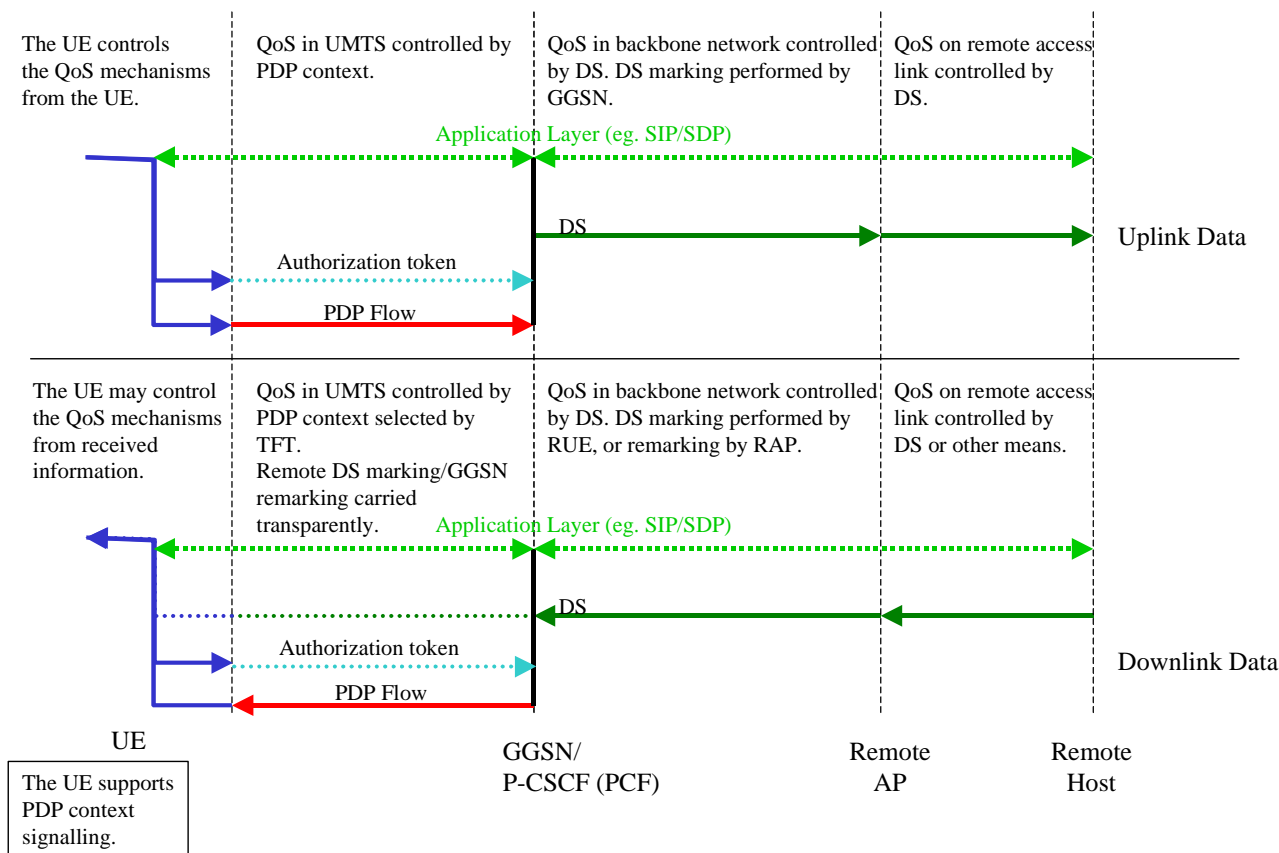 The UE controls
the QoS mechanisms
from the UE.
QoS in UMTS controlled by
PDP context.
QoS in backbone network controlled
by DS. DS marking performed by
GGSN.
QoS on remote access
link controlled by
DS.
Application Layer (eg. SIP/SDP)
DS
Uplink Data
Authorization token
PDP Flow
The UE may control
the QoS mechanisms
from received
information.
QoS in UMTS controlled by
PDP context selected by
TFT.
Remote DS marking/GGSN
remarking carried
transparently.
QoS in backbone network controlled
by DS. DS marking performed by
RUE, or remarking by RAP.
QoS on remote access
link controlled by
DS or other means.
Application Layer (eg. SIP/SDP)
DS
Authorization token
Downlink Data
PDP Flow
UE
GGSN/
P-CSCF (PCF)
Remote
AP
Remote
Host
The UE supports
PDP context
signalling.